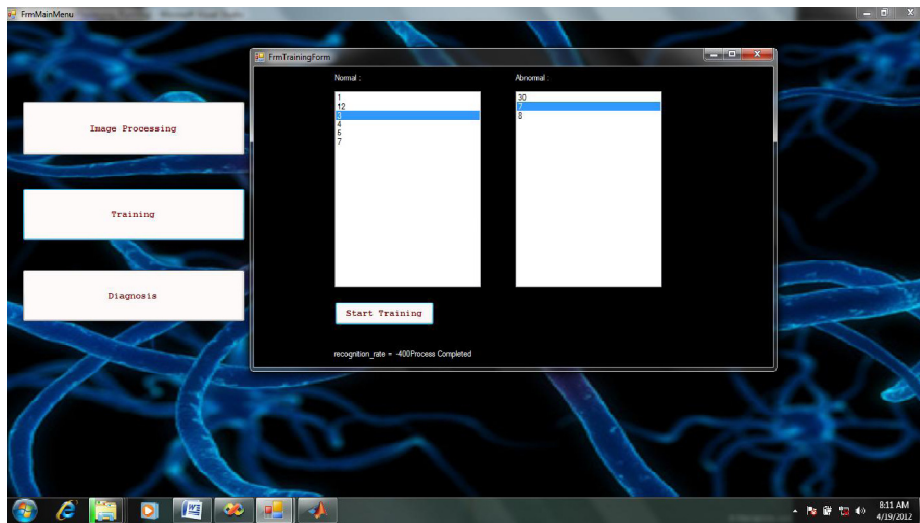 FrmMainMenu
FrmTrainingForm
Normal :
Abnormal :
1
12
3
4
5
7
30
7
8
Image Processing
Training
Diagnosis
Start Training
recognition_rate = -400Process Completed
8:11 AM
4/19/2012